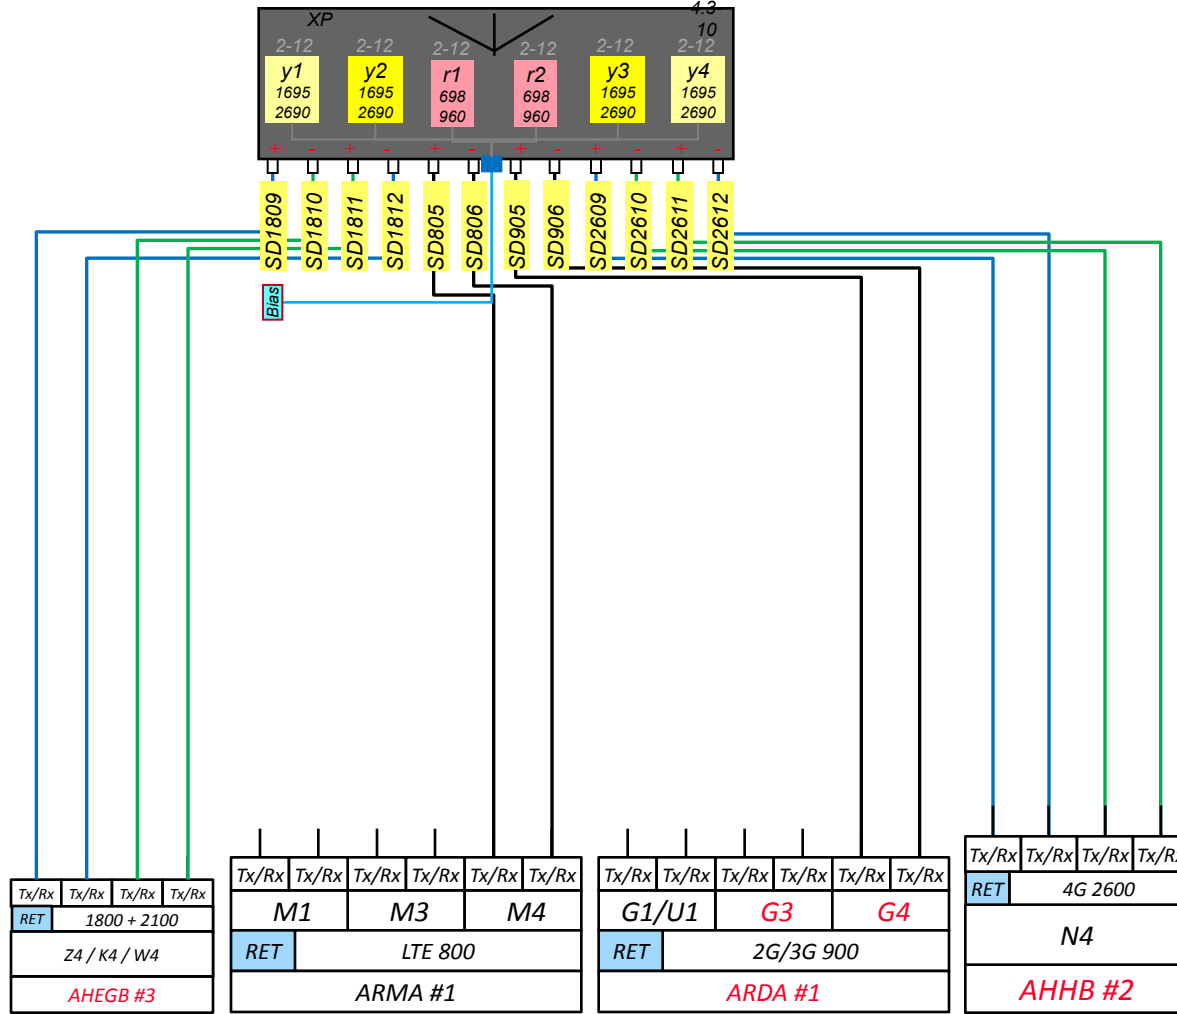 XP
4.3-
10
2-12 2-12 2-12 2-12 2-12 2-12
y1 y2 r1 r2 y3 y4
1695 1695 698 698 1695 1695
2690 2690 960 960 2690 2690
+ - + - + - + - + - + -
SD1809
SD1810
SD1811
SD1812
SD805
SD806
SD905
SD906
SD2609
SD2610
SD2611
SD2612
Bias
Tx/Rx Tx/Rx Tx/Rx Tx/Rx
RET 1800 + 2100
Z4 / K4 / W4
AHEGB #3
Tx/Rx Tx/Rx Tx/Rx Tx/Rx Tx/Rx Tx/Rx
M1 M3 M4
RET LTE 800
ARMA #1
Tx/Rx Tx/Rx Tx/Rx Tx/Rx Tx/Rx Tx/Rx
G1/U1 G3 G4
RET 2G/3G 900
ARDA #1
Tx/Rx Tx/Rx Tx/Rx Tx/Rx
RET 4G 2600
N4
AHHB #2